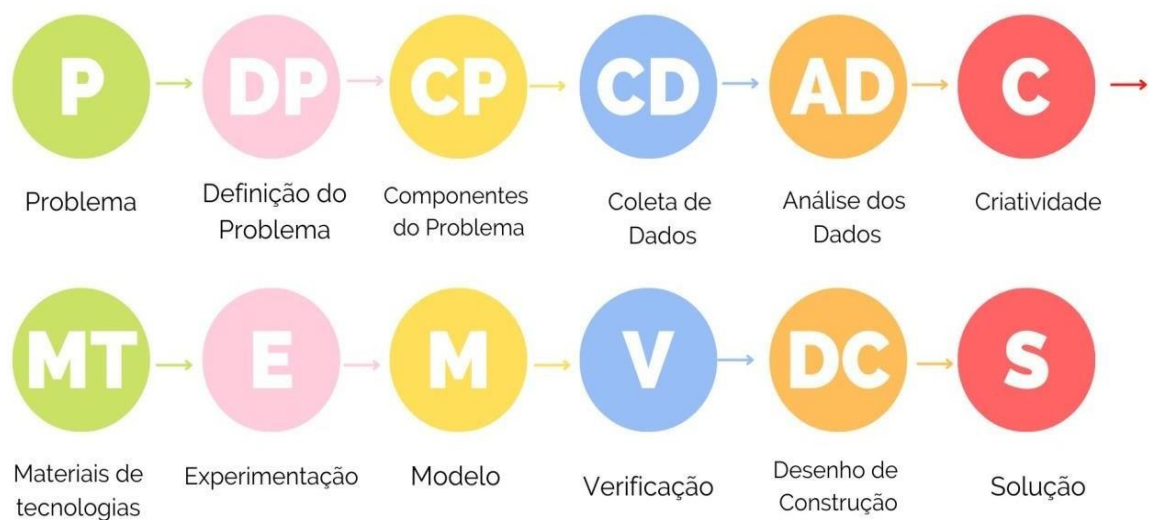 P
DP
CP
CD
AD
C
Problema
Definição do
Problema
Componentes
do Problema
Coleta de
Dados
Análise dos
Dados
Criatividade
MT
E
M
V
DC
S
Materiais de
tecnologias
Experimentação
Modelo
Verificação
Desenho de
Construção
Solução